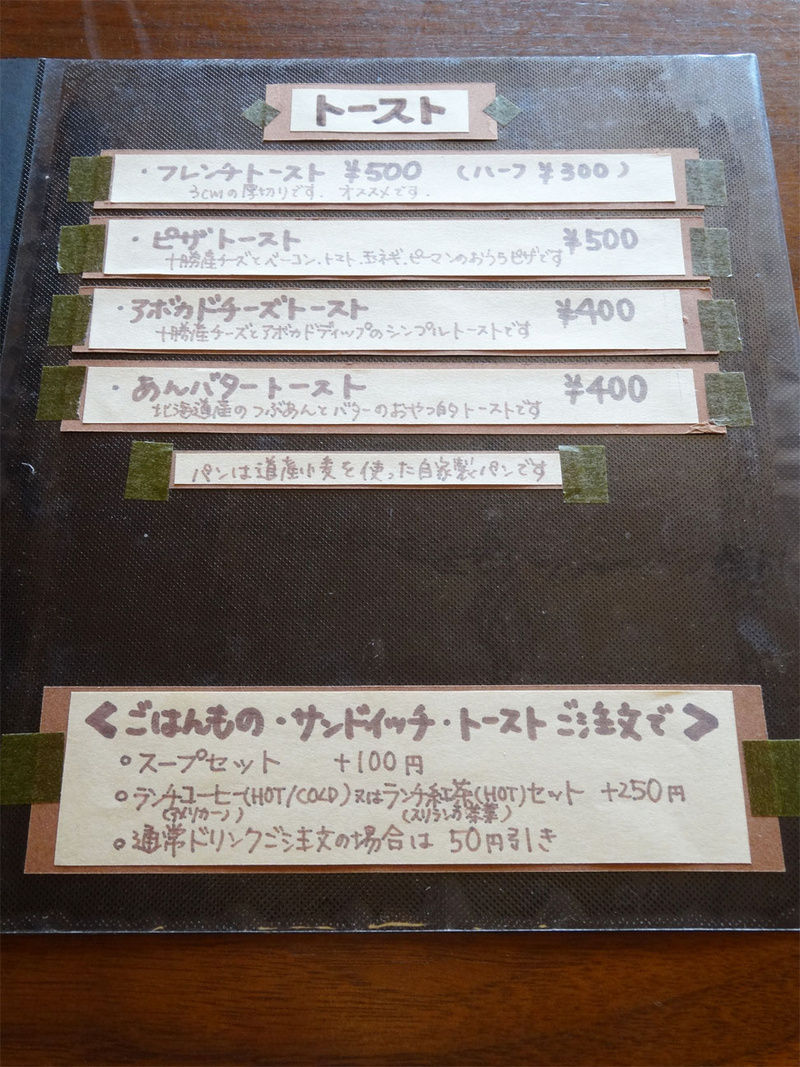 トースト
・フレンチトースト ¥500 (ハーフ ¥300)
3cmの厚切りです. オススメです.
・ピザトースト ¥500
十勝産チーズとベーコン、トマト、玉ネギ、ピーマンのおうちピザです
・アボカドチーズトースト ¥400
十勝産チーズとアボカドディップのシンプルトーストです
・あんバタートースト ¥400
北海道産のつぶあんとバターのおやつ的トーストです
パンは道産小麦を使った自家製パンです
<ごはんもの・サンドイッチ・トーストご注文で>
○スープセット +100円
○ランチコーヒー(HOT/COLD)又はランチ紅茶(HOT)セット +250円
(アメリカーノ) (スリランカ茶葉)
○通常ドリンクご注文の場合は 50円引き